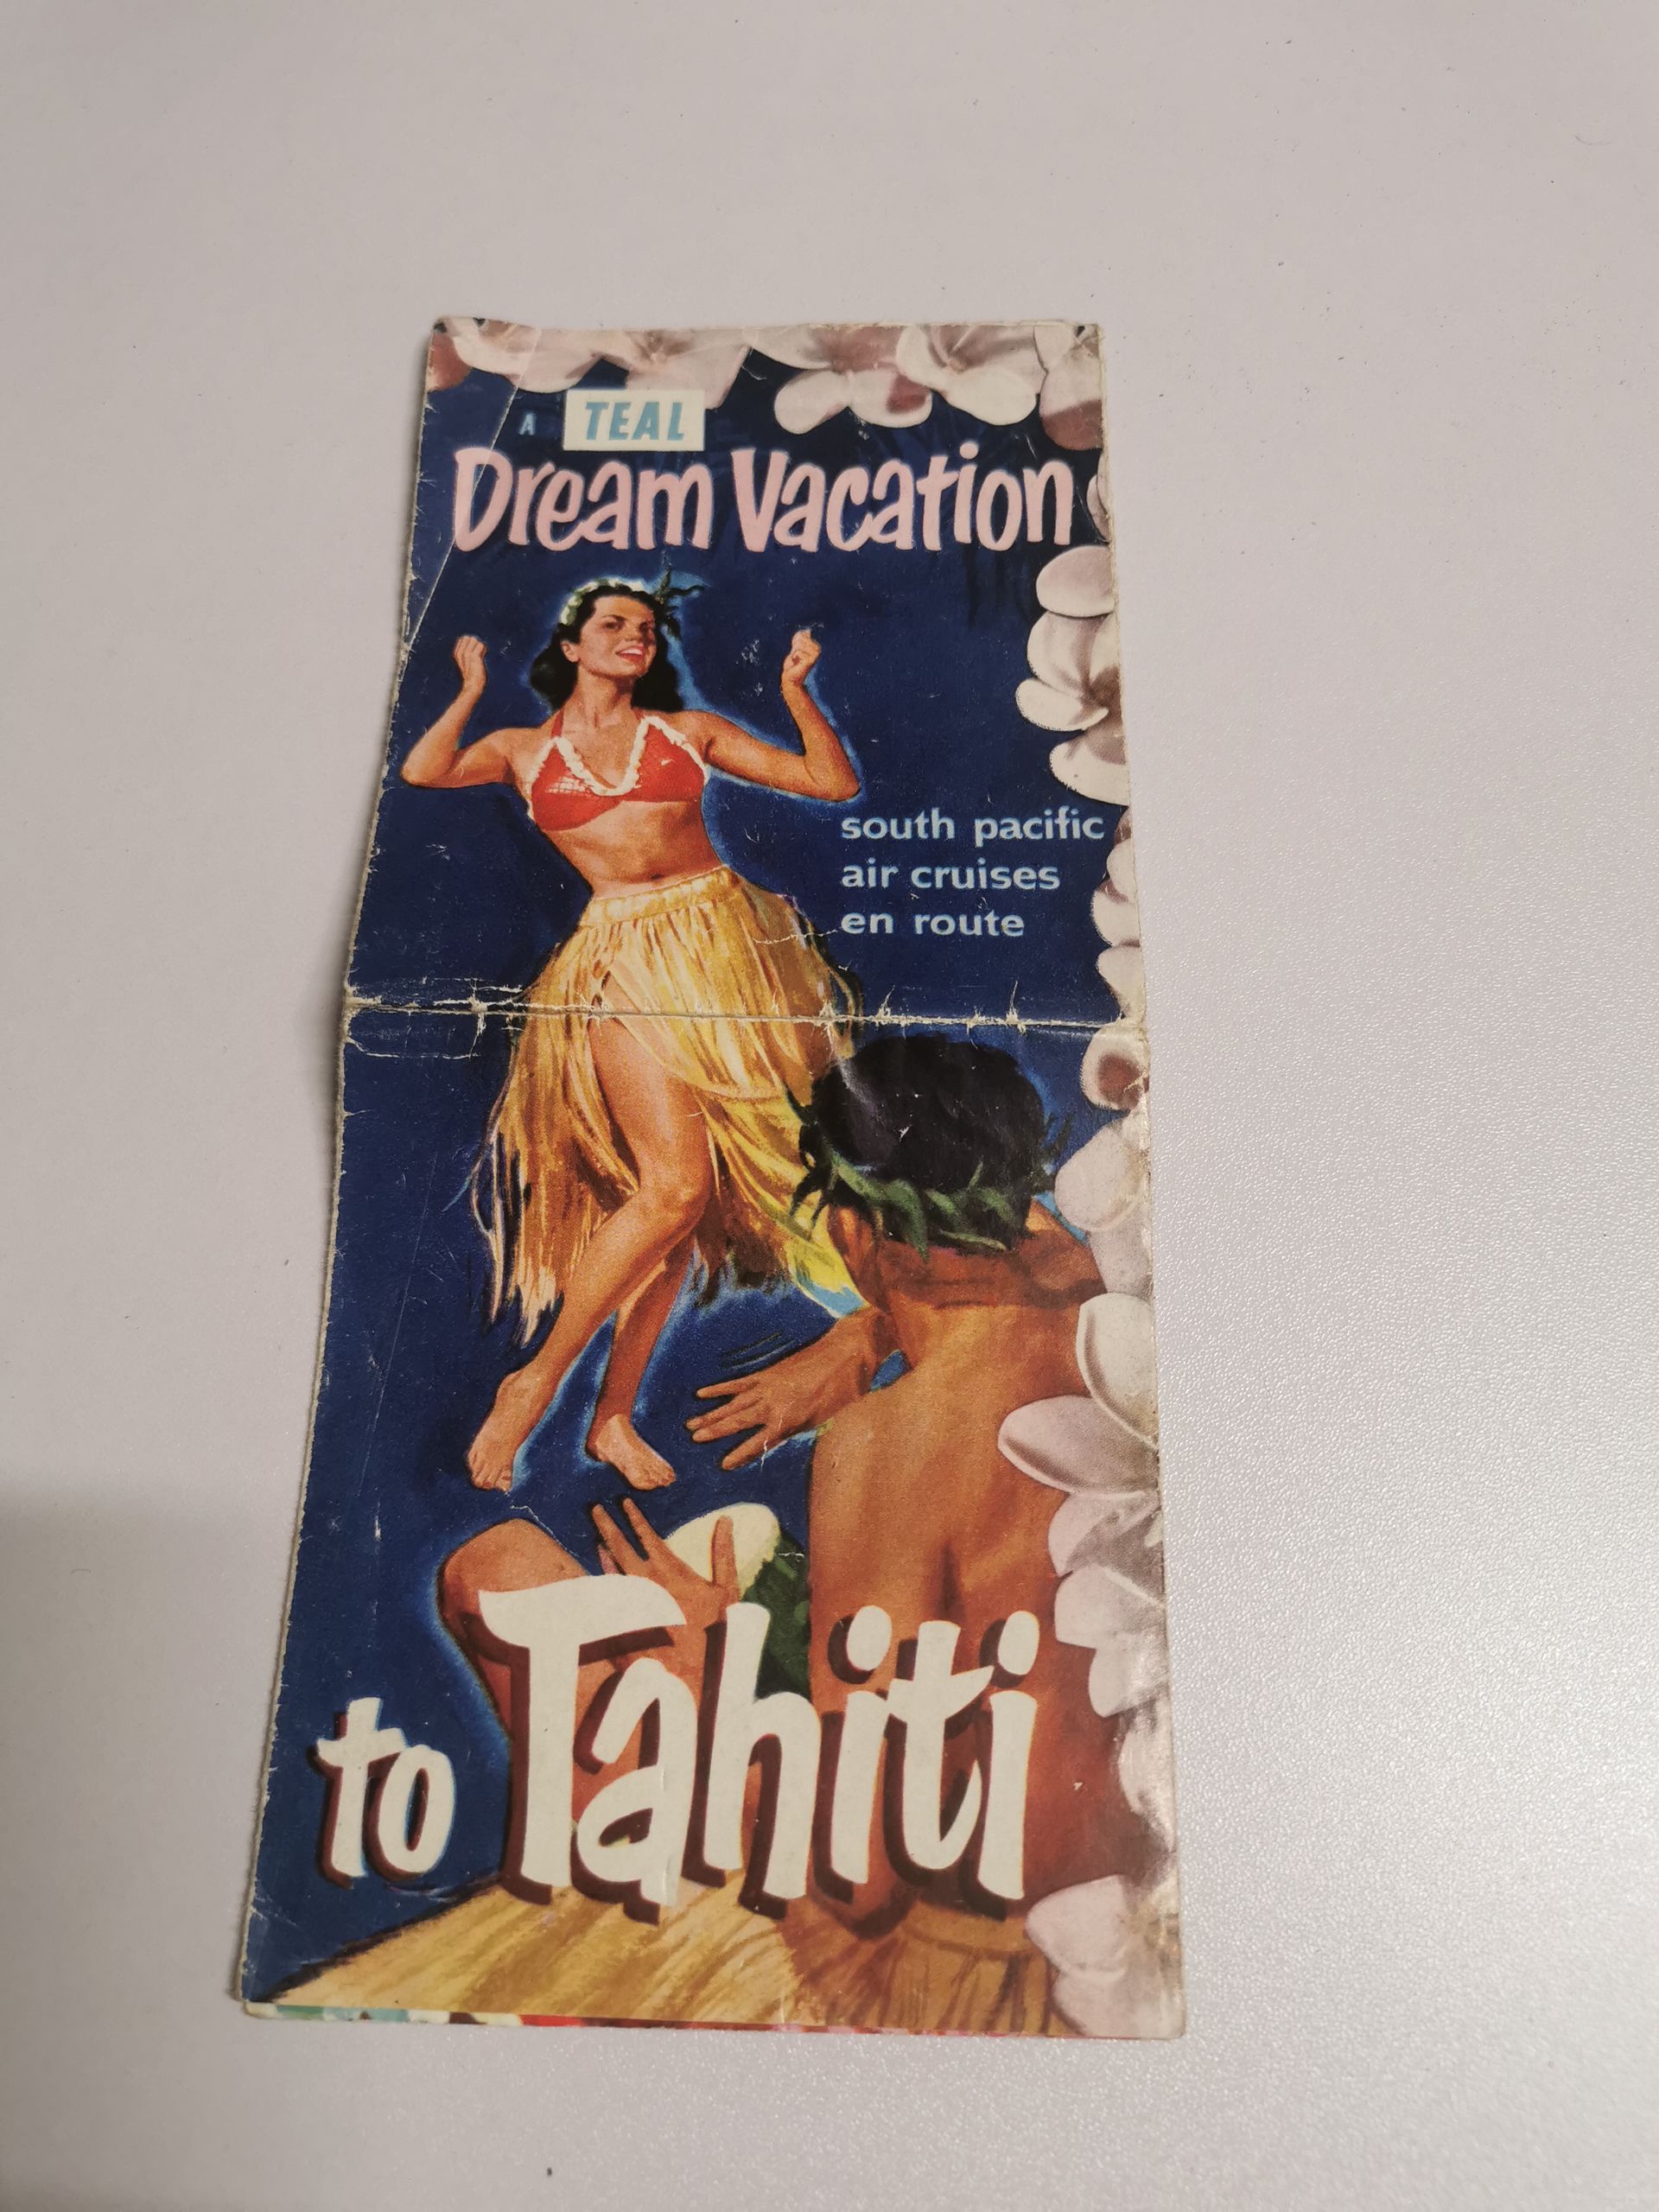 A TEAL
Dream Vacation
south pacific
air cruises
en route
to Tahiti